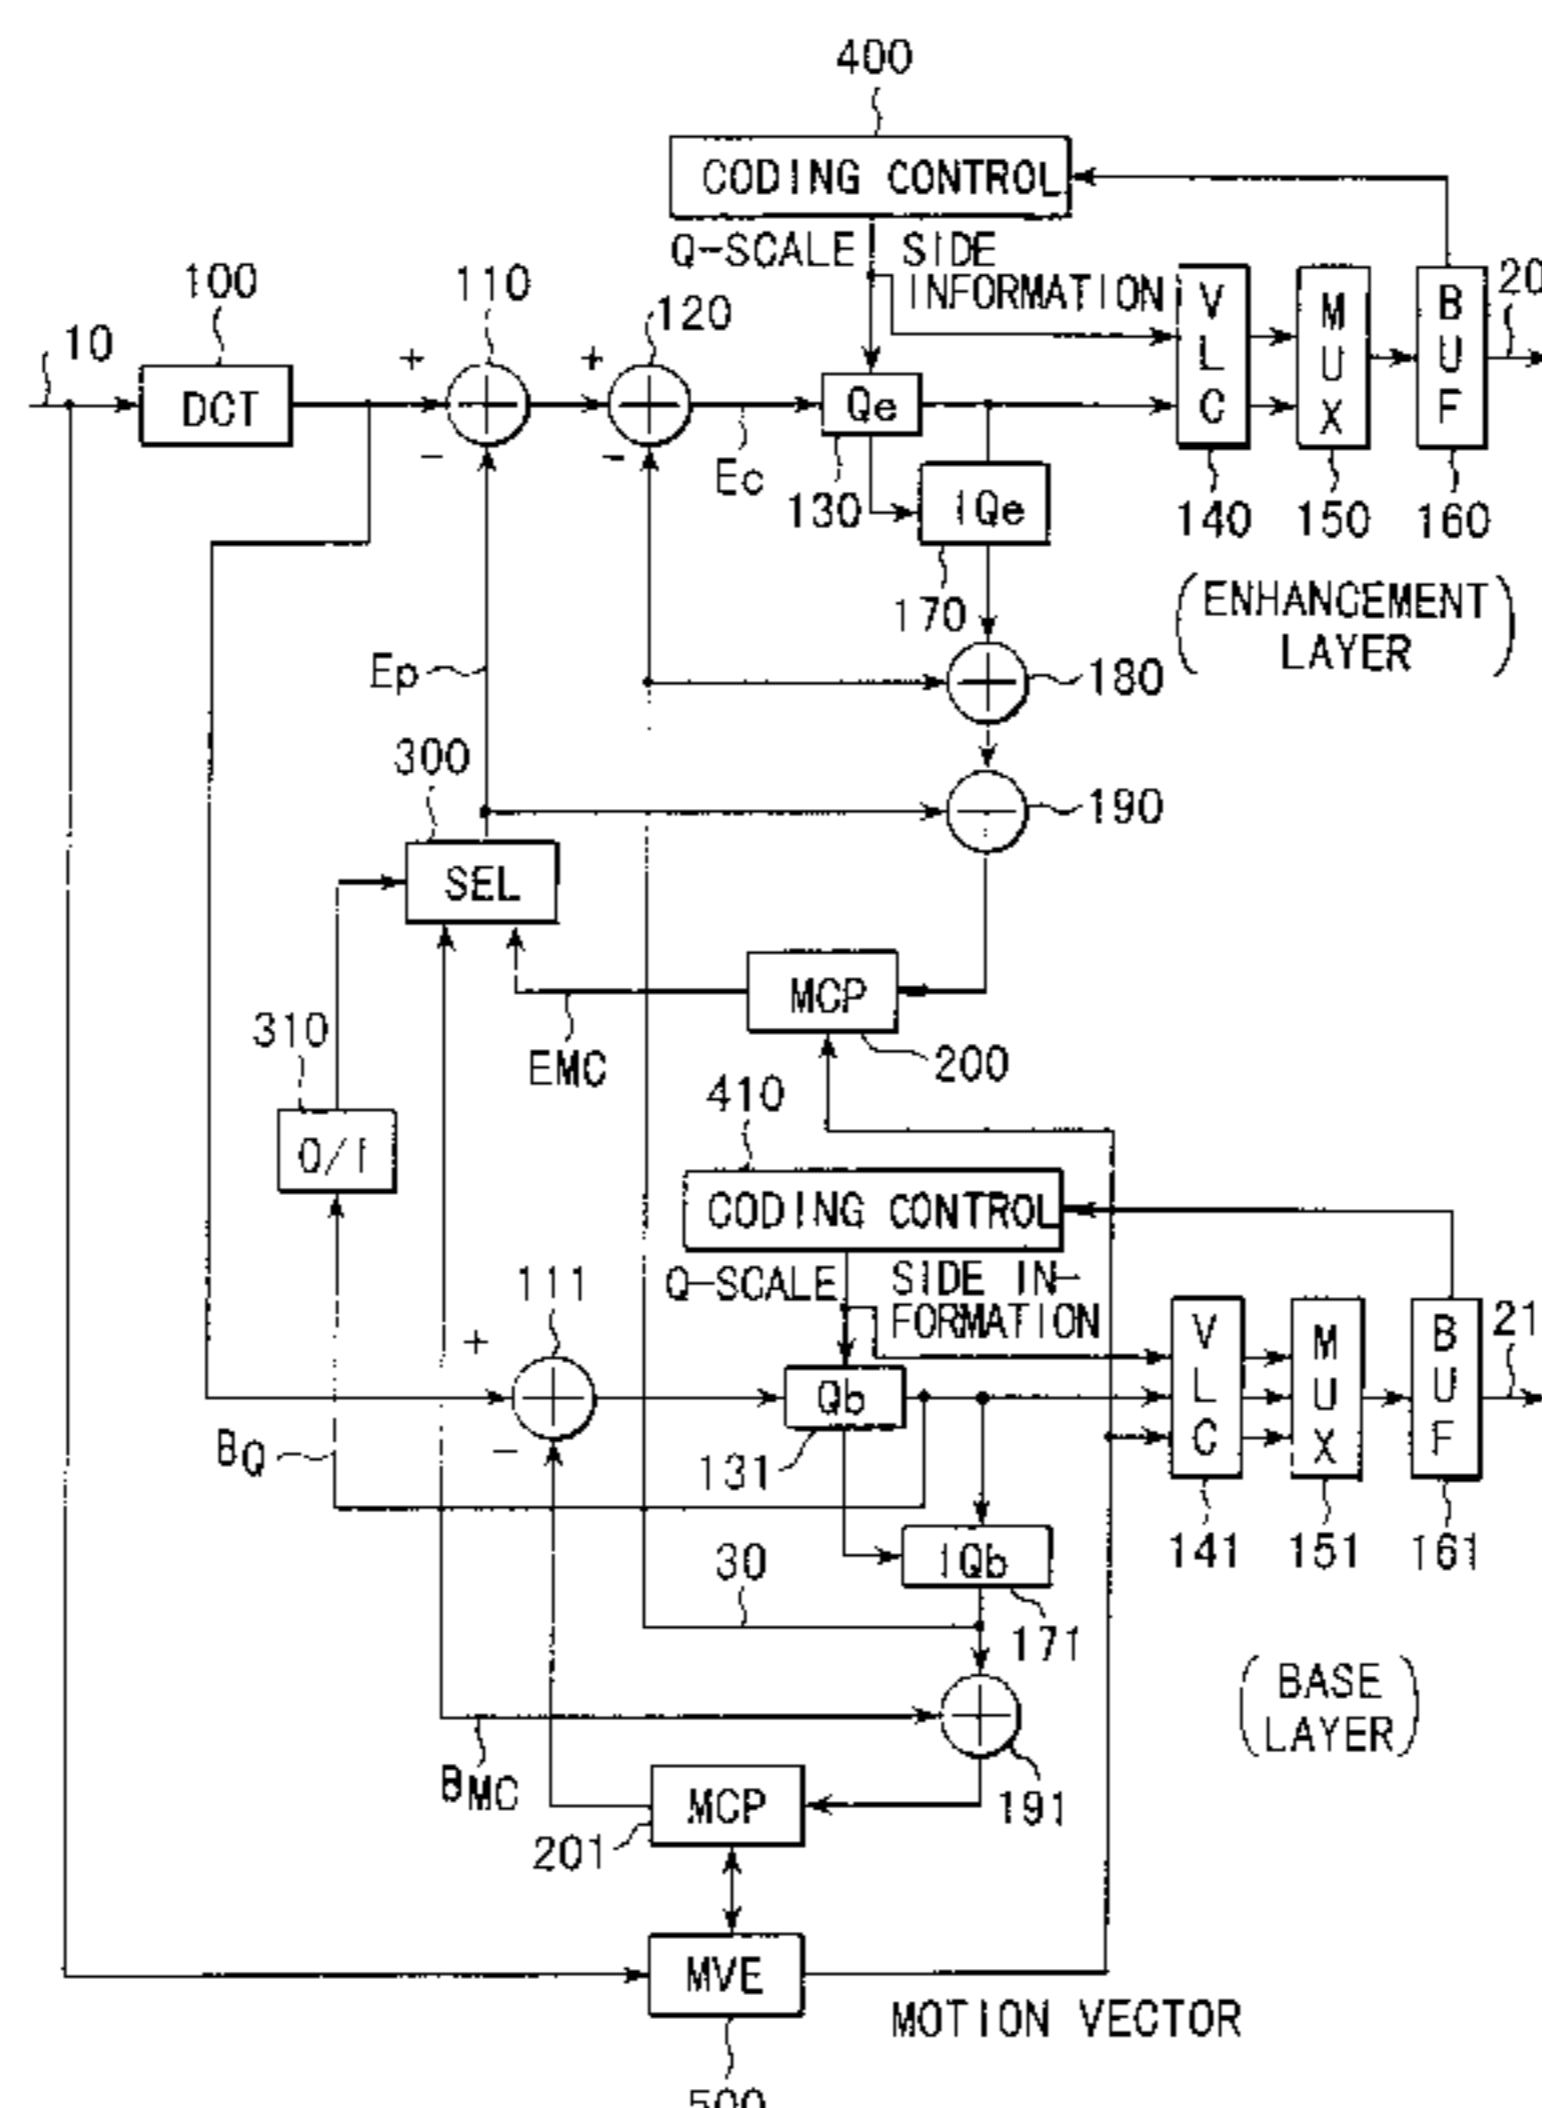 400
CODING CONTROL
Q-SCALE
SIDE
INFORMATION
100
110
120
10
+
+
DCT
-
-
Ec
Qe
130
IQe
170
V
L
C
140
M
U
X
150
B
U
F
160
20
(ENHANCEMENT
LAYER)
Ep
180
300
190
SEL
MCP
200
EMC
310
410
CODING CONTROL
Q-SCALE
SIDE IN-
FORMATION
111
+
-
BQ
Qb
131
V
L
C
141
M
U
X
151
B
U
F
161
21
30
IQb
171
(BASE
LAYER)
BMC
MCP
201
191
MVE
MOTION VECTOR
500